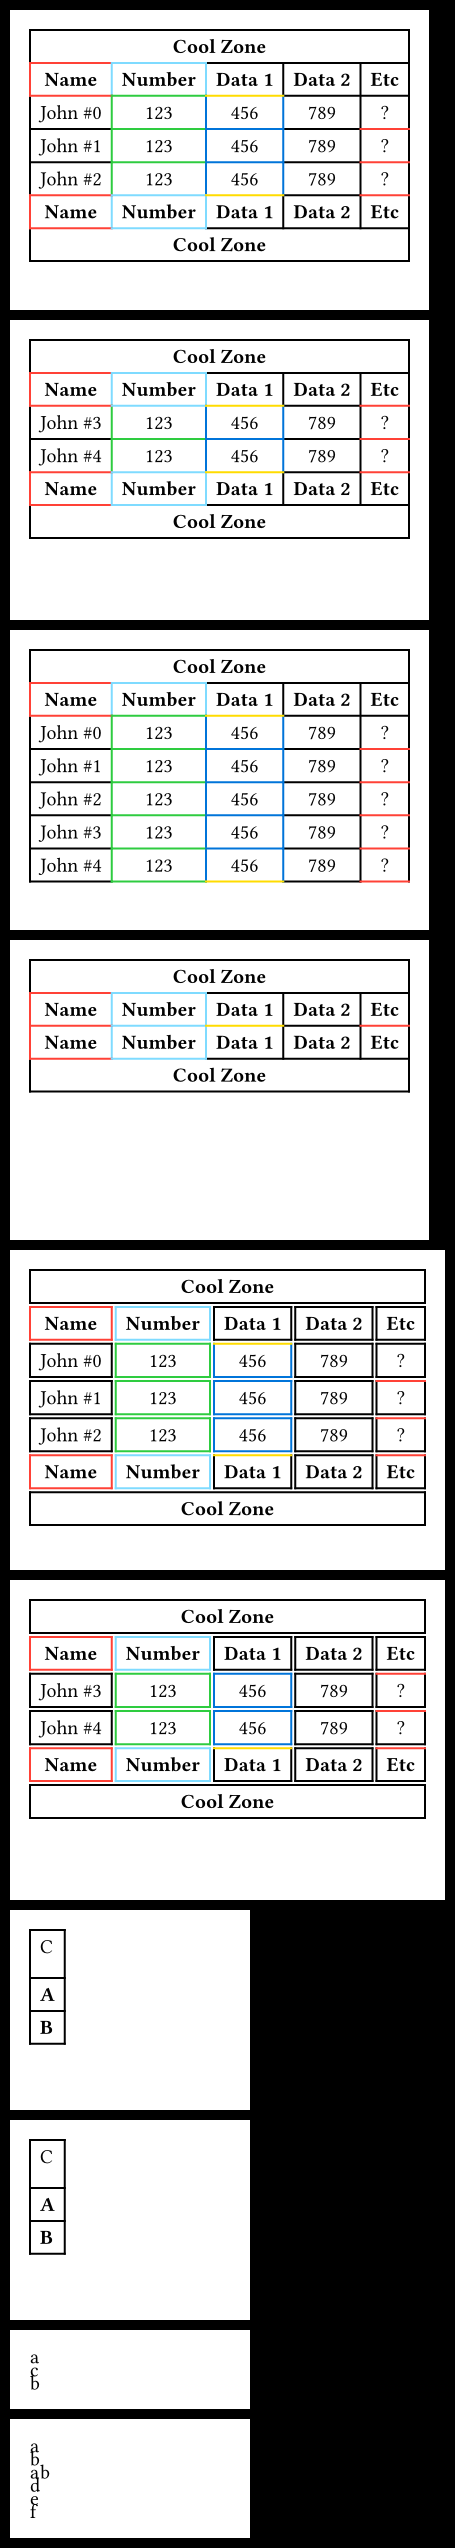 Cool Zone
Name Number Data 1 Data 2 Etc
John #0 123 456 789 ?
John #1 123 456 789 ?
John #2 123 456 789 ?
Name Number Data 1 Data 2 Etc
Cool Zone
Cool Zone
Name Number Data 1 Data 2 Etc
John #3 123 456 789 ?
John #4 123 456 789 ?
Name Number Data 1 Data 2 Etc
Cool Zone
Cool Zone
Name Number Data 1 Data 2 Etc
John #0 123 456 789 ?
John #1 123 456 789 ?
John #2 123 456 789 ?
John #3 123 456 789 ?
John #4 123 456 789 ?
Cool Zone
Name Number Data 1 Data 2 Etc
Name Number Data 1 Data 2 Etc
Cool Zone
Cool Zone
Name Number Data 1 Data 2 Etc
John #0 123 456 789 ?
John #1 123 456 789 ?
John #2 123 456 789 ?
Name Number Data 1 Data 2 Etc
Cool Zone
Cool Zone
Name Number Data 1 Data 2 Etc
John #3 123 456 789 ?
John #4 123 456 789 ?
Name Number Data 1 Data 2 Etc
Cool Zone
C
A
B
C
A
B
a
c
b
a
b
ab
d
e
f